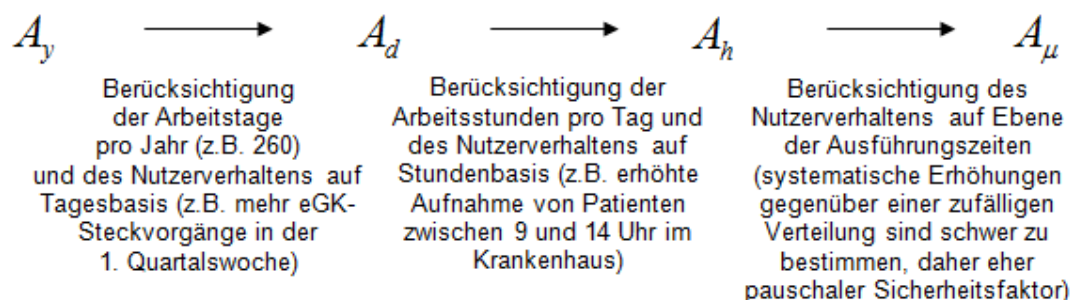 A_y → A_d → A_h → A_μ
Berücksichtigung
der Arbeitstage
pro Jahr (z.B. 260)
und des Nutzerverhaltens auf
Tagesbasis (z.B. mehr eGK-
Steckvorgänge in der
1. Quartalswoche)
Berücksichtigung der
Arbeitsstunden pro Tag und
des Nutzerverhaltens auf
Stundenbasis (z.B. erhöhte
Aufnahme von Patienten
zwischen 9 und 14 Uhr im
Krankenhaus)
Berücksichtigung des
Nutzerverhaltens auf Ebene
der Ausführungszeiten
(systematische Erhöhungen
gegenüber einer zufälligen
Verteilung sind schwer zu
bestimmen, daher eher
pauschaler Sicherheitsfaktor)